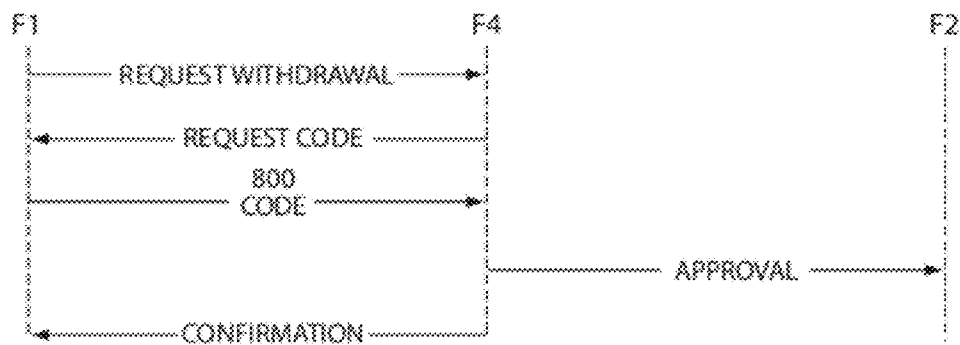 F1 F4 F2
REQUEST WITHDRAWAL
REQUEST CODE
800
CODE
APPROVAL
CONFIRMATION